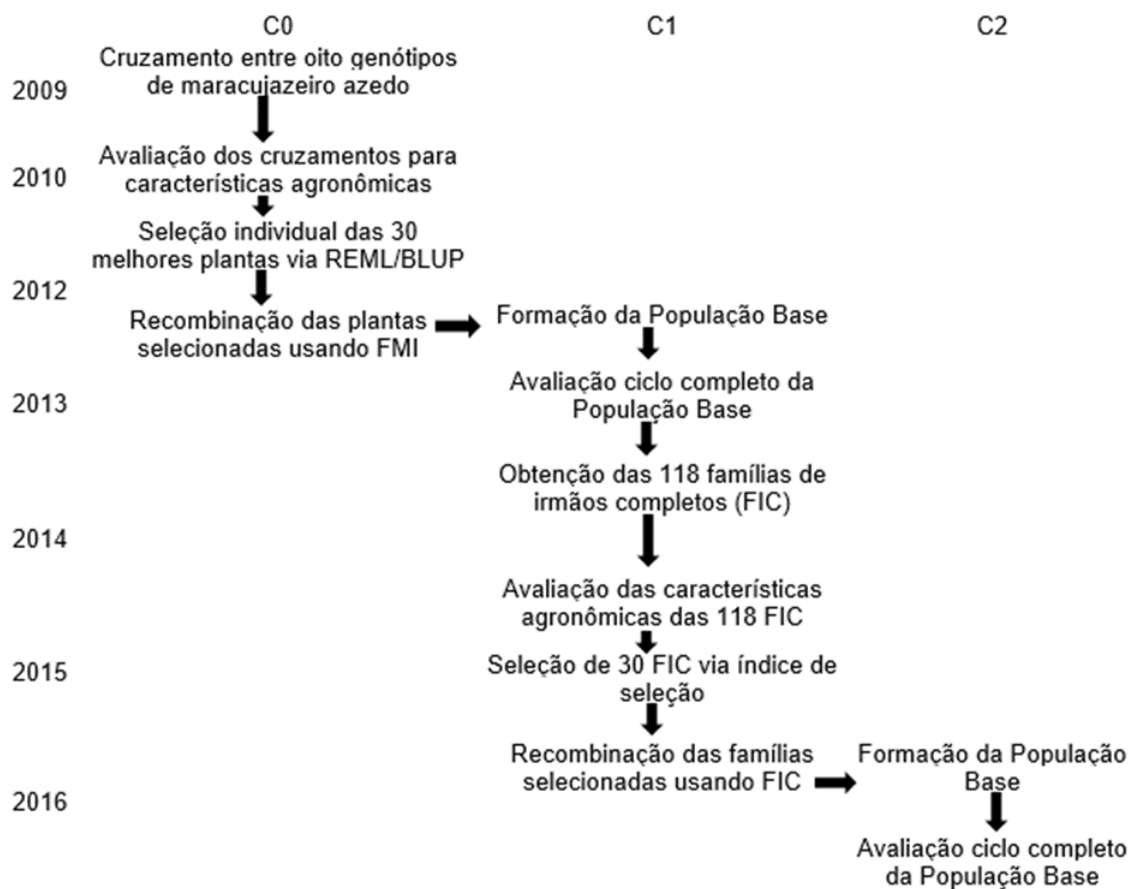 C0 C1 C2
Cruzamento entre oito genótipos
de maracujazeiro azedo
2009
Avaliação dos cruzamentos para
características agronômicas
2010
Seleção individual das 30
melhores plantas via REML/BLUP
2012
Recombinação das plantas
selecionadas usando FMI
Formação da População Base
Avaliação ciclo completo da
População Base
2013
Obtenção das 118 famílias de
irmãos completos (FIC)
2014
Avaliação das características
agronômicas das 118 FIC
2015
Seleção de 30 FIC via índice de
seleção
Recombinação das famílias
selecionadas usando FIC
Formação da População
Base
2016
Avaliação ciclo completo
da População Base